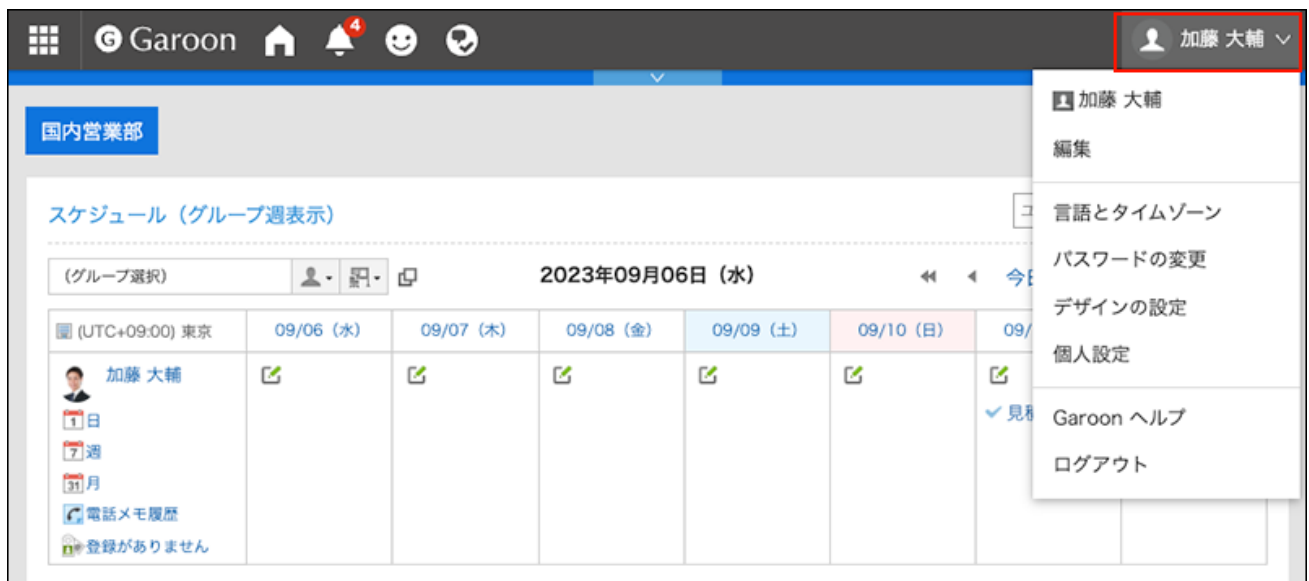 Garoon 4 加藤 大輔
加藤 大輔
国内営業部
編集
スケジュール（グループ週表示）
言語とタイムゾーン
パスワードの変更
(グループ選択) 2023年09月06日（水）
デザインの設定
(UTC+09:00) 東京 09/06（水） 09/07（木） 09/08（金） 09/09（土） 09/10（日） 09/
個人設定
加藤 大輔
1 日
Garoon ヘルプ
7 週
ログアウト
31 月
電話メモ履歴
登録がありません